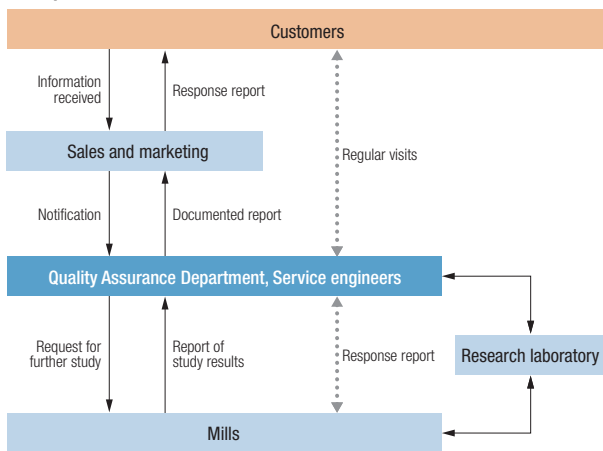 Customers
Information
received
Response report
Sales and marketing
Regular visits
Notification
Documented report
Quality Assurance Department, Service engineers
Request for
further study
Report of
study results
Response report
Research laboratory
Mills